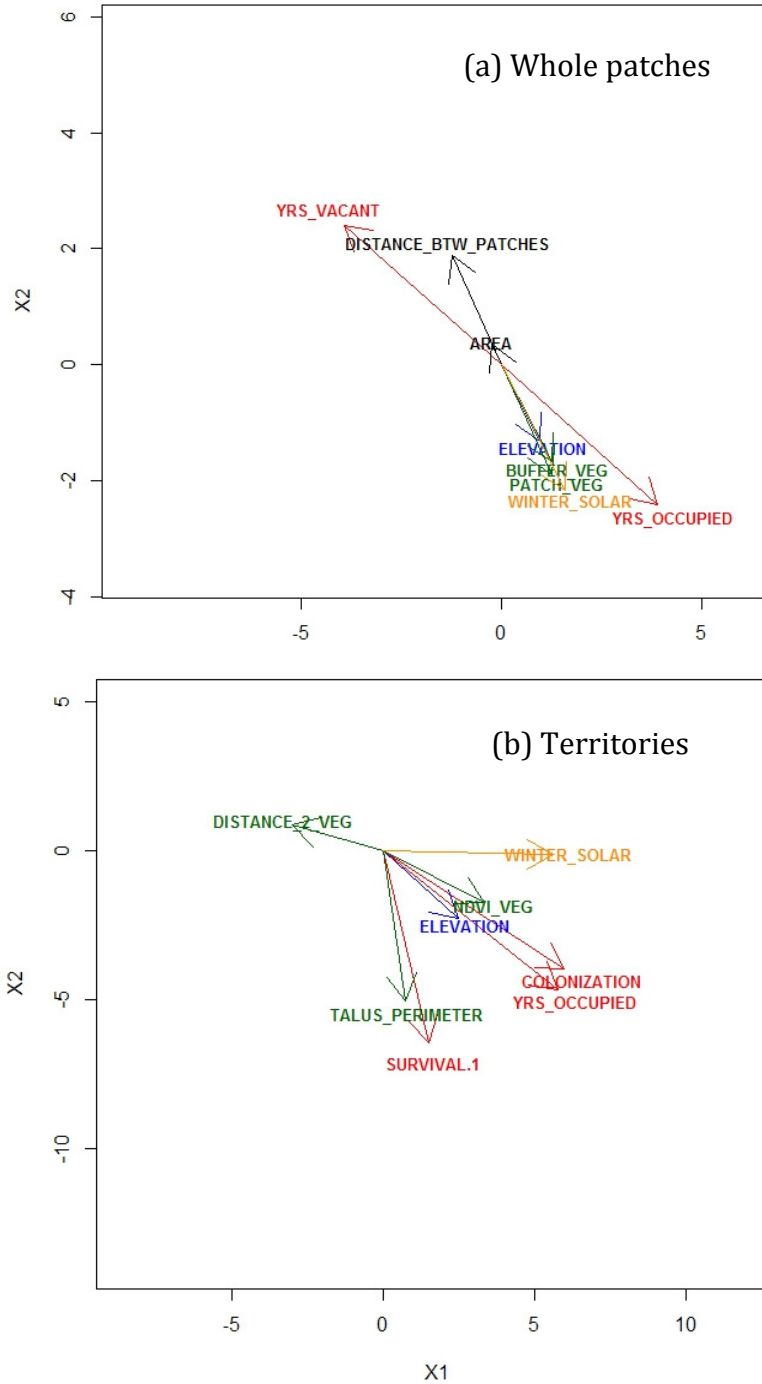 (a) Whole patches
6
4
2
0
-2
-4
X2
YRS_VACANT
DISTANCE_BTW_PATCHES
AREA
ELEVATION
BUFFER_VEG
PATCH_VEG
WINTER_SOLAR
YRS_OCCUPIED
-5
0
5
(b) Territories
5
0
-5
-10
X2
DISTANCE_2_VEG
WINTER_SOLAR
NDVI_VEG
ELEVATION
COLONIZATION
YRS_OCCUPIED
TALUS_PERIMETER
SURVIVAL.1
-5
0
5
10
X1